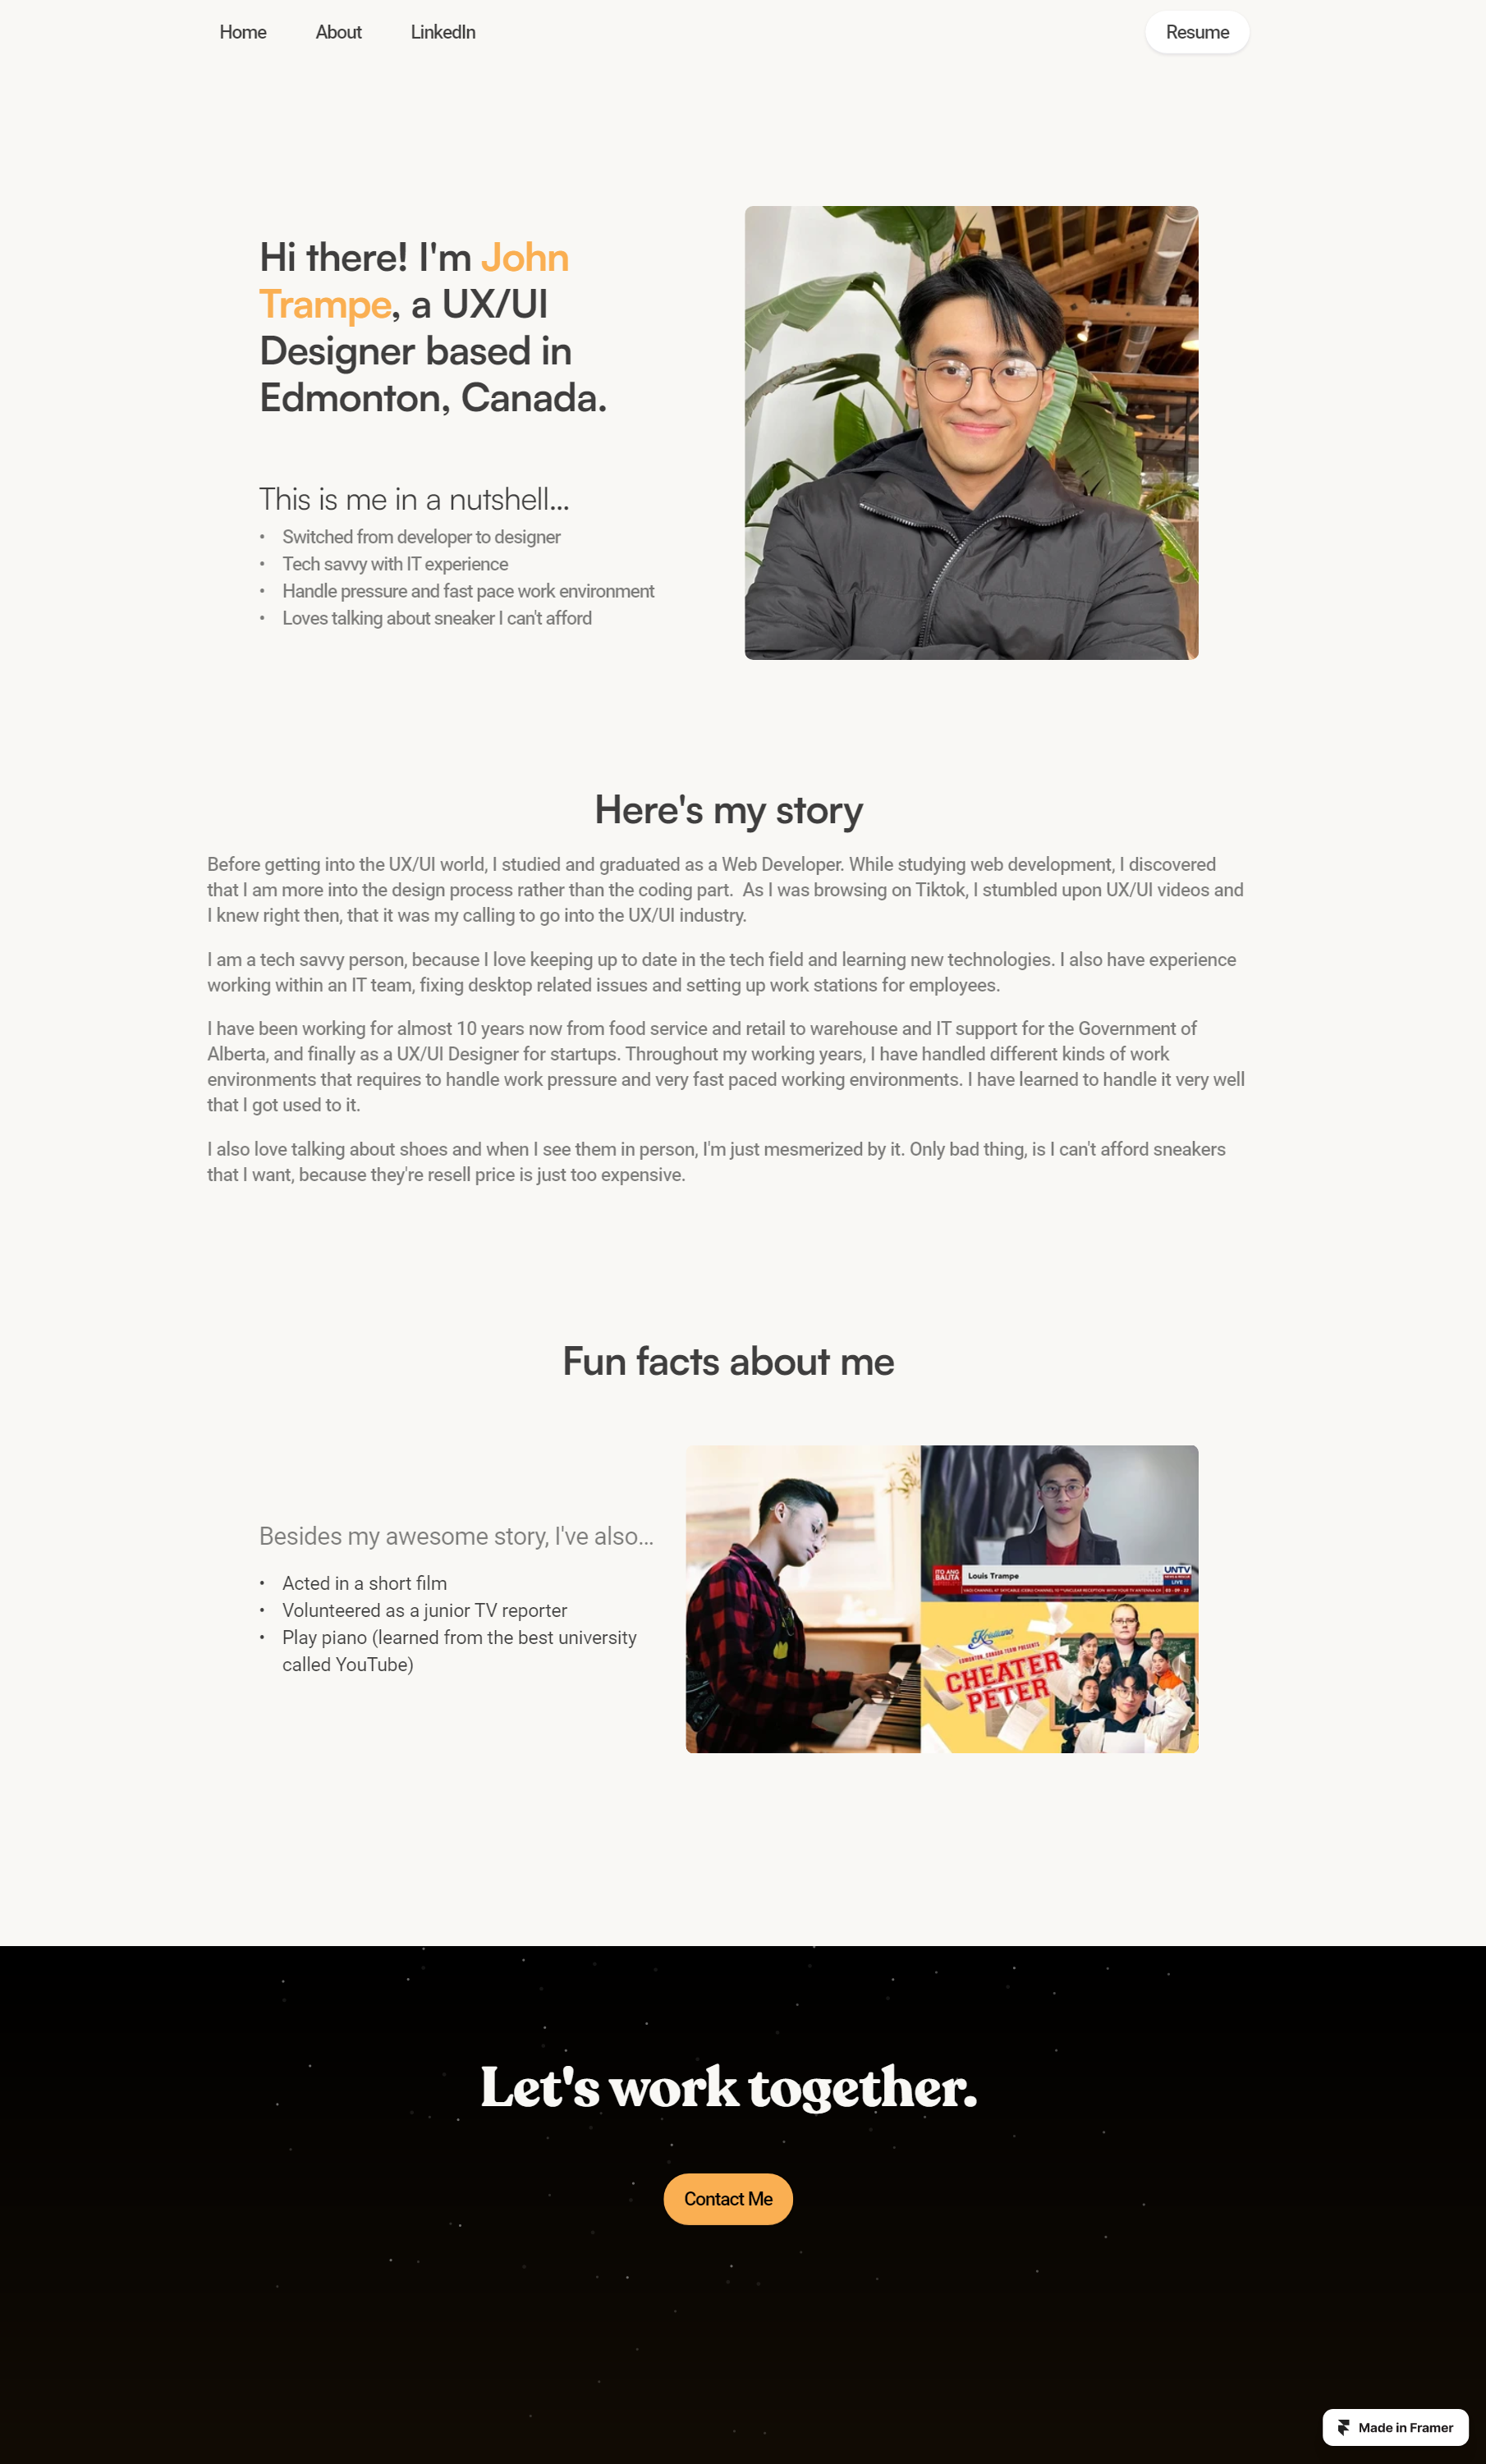 Home
About
LinkedIn
Resume
Hi there! I'm John
Trampe, a UX/UI
Designer based in
Edmonton, Canada.
This is me in a nutshell...
• Switched from developer to designer
• Tech savvy with IT experience
• Handle pressure and fast pace work environment
• Loves talking about sneaker I can't afford
Here's my story
Before getting into the UX/UI world, I studied and graduated as a Web Developer. While studying web development, I discovered
that I am more into the design process rather than the coding part.  As I was browsing on Tiktok, I stumbled upon UX/UI videos and
I knew right then, that it was my calling to go into the UX/UI industry.
I am a tech savvy person, because I love keeping up to date in the tech field and learning new technologies. I also have experience
working within an IT team, fixing desktop related issues and setting up work stations for employees.
I have been working for almost 10 years now from food service and retail to warehouse and IT support for the Government of
Alberta, and finally as a UX/UI Designer for startups. Throughout my working years, I have handled different kinds of work
environments that requires to handle work pressure and very fast paced working environments. I have learned to handle it very well
that I got used to it.
I also love talking about shoes and when I see them in person, I'm just mesmerized by it. Only bad thing, is I can't afford sneakers
that I want, because they're resell price is just too expensive.
Fun facts about me
Besides my awesome story, I've also...
• Acted in a short film
• Volunteered as a junior TV reporter
• Play piano (learned from the best university
called YouTube)
ITO ANG
BALITA
Louis Trampe
UNTV
LIVE
03 - 09 - 22
Kristiano
EDMONTON, CANADA TEAM PRESENTS
CHEATER
PETER
Let's work together.
Contact Me
Made in Framer